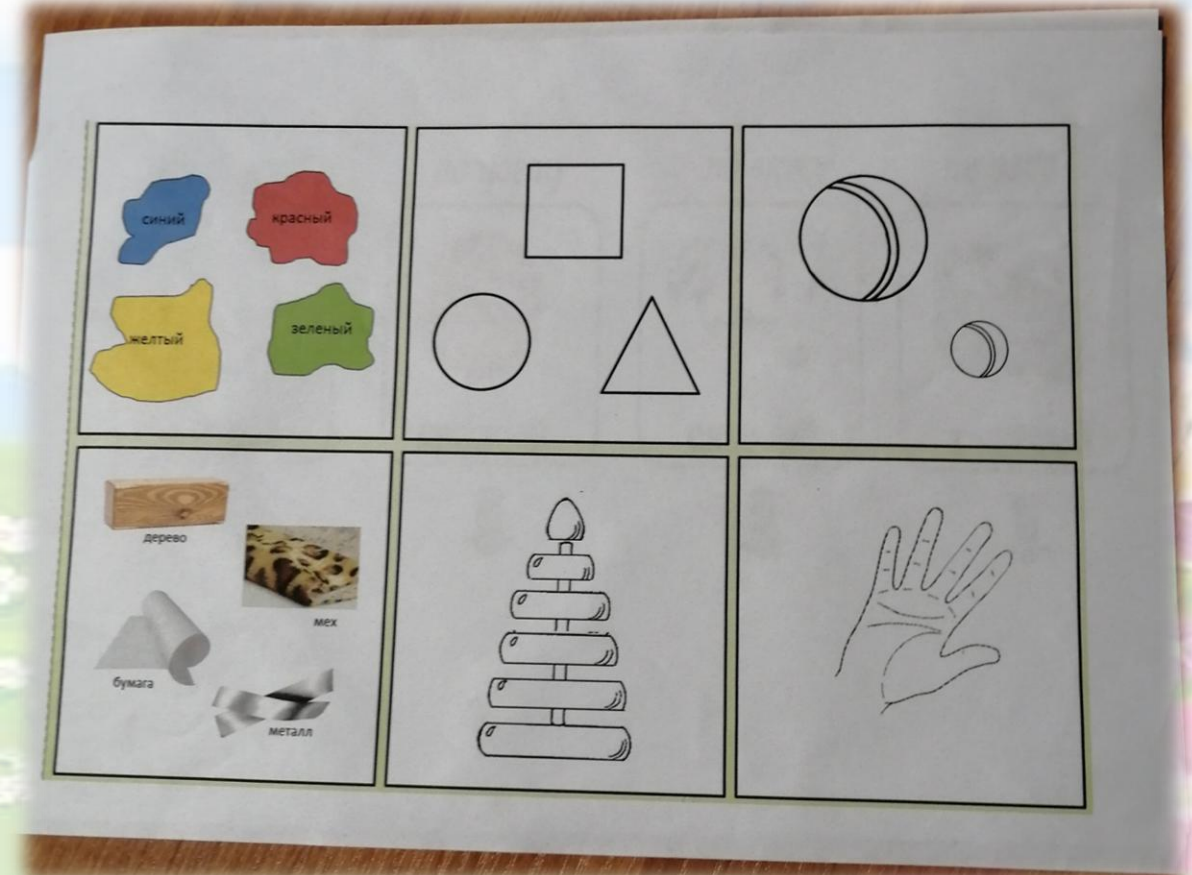 синий
красный
желтый
зеленый
дерево
мех
бумага
металл